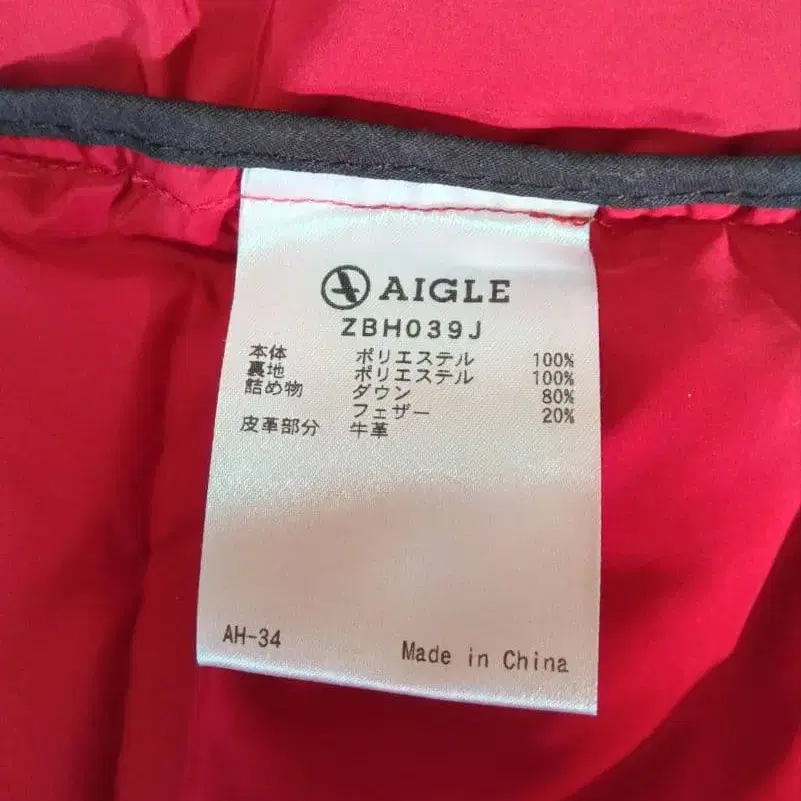 AIGLE
ZBH039J
本体 ポリエステル 100%
裏地 ポリエステル 100%
詰め物 ダウン 80%
フェザー 20%
皮革部分 牛革
AH-34
Made in China